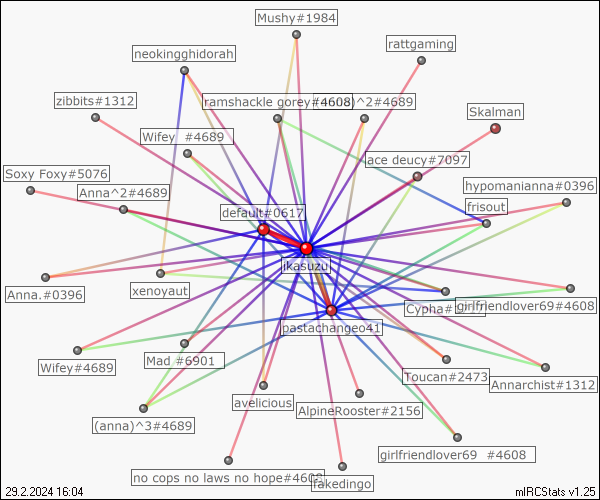 Mushy#1984
rattgaming
neokingghidorah
zibbits#1312
ramshackle gorey#4608
)^2#4689
Skalman
Wifey  #4689
ace deucy#7097
Soxy Foxy#5076
Anna^2#4689
hypomanianna#0396
default#0617
frisout
jikasuzu
Anna.#0396
xenoyaut
Cypha#
girlfriendlover69#4608
pastachangeo41
Wifey#4689
Mad #6901
Toucan#2473
Annarchist#1312
avelicious
AlpineRooster#2156
(anna)^3#4689
girlfriendlover69  #4608
no cops no laws no hope#4608
fakedingo
29.2.2024 16:04
mIRCStats v1.25